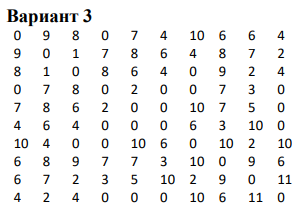 Вариант 3
0 9 8 0 7 4 10 6 6 4
9 0 1 7 8 6 4 8 7 2
8 1 0 8 6 4 0 9 2 4
0 7 8 0 2 0 0 7 3 0
7 8 6 2 0 0 10 7 5 0
4 6 4 0 0 0 6 3 10 0
10 4 0 0 10 6 0 10 2 10
6 8 9 7 7 3 10 0 9 6
6 7 2 3 5 10 2 9 0 11
4 2 4 0 0 0 10 6 11 0